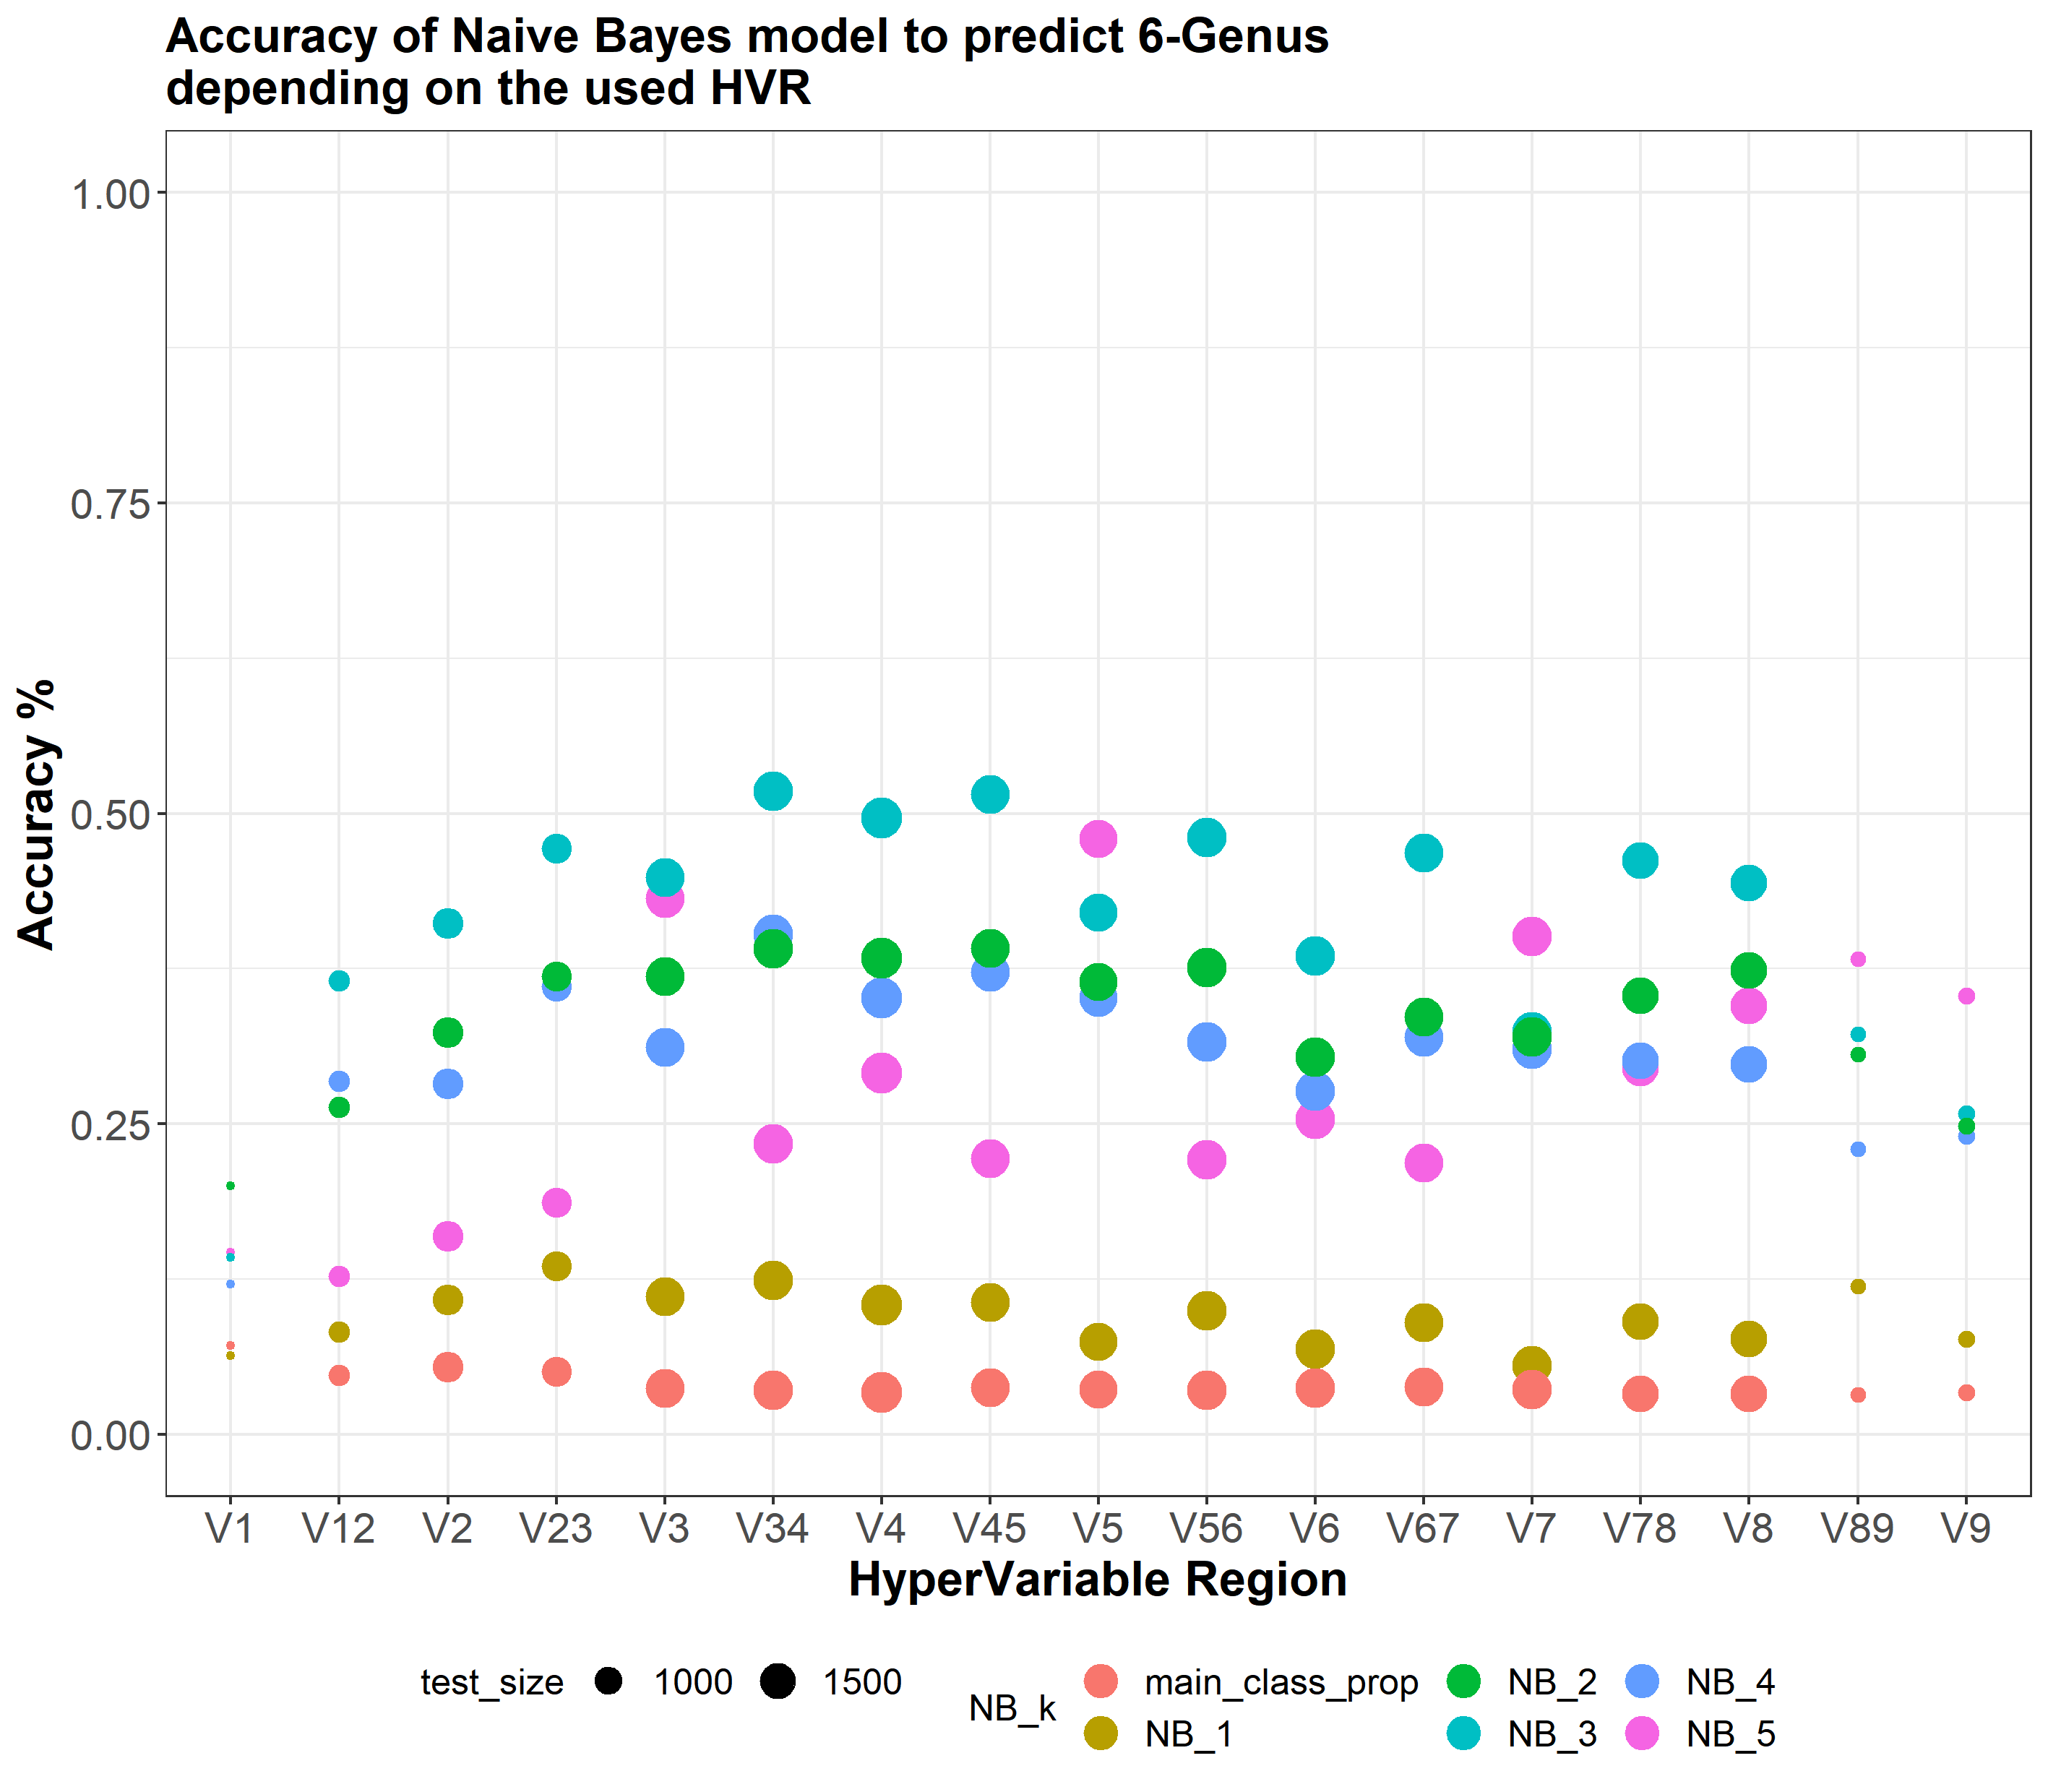 Accuracy of Naive Bayes model to predict 6-Genus
depending on the used HVR
Accuracy %
1.00
0.75
0.50
0.25
0.00
V1 V12 V2 V23 V3 V34 V4 V45 V5 V56 V6 V67 V7 V78 V8 V89 V9
HyperVariable Region
test_size 1000 1500
NB_k
main_class_prop NB_2 NB_4
NB_1 NB_3 NB_5